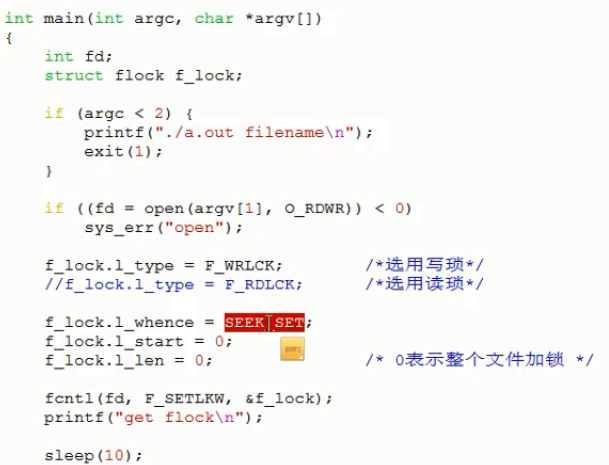 int main(int argc, char *argv[])
{
    int fd;
    struct flock f_lock;

    if (argc < 2) {
        printf("./a.out filename\n");
        exit(1);
    }

    if ((fd = open(argv[1], O_RDWR)) < 0)
        sys_err("open");

    f_lock.l_type = F_WRLCK;        /*选用写琐*/
    //f_lock.l_type = F_RDLCK;      /*选用读琐*/

    f_lock.l_whence = SEEK_SET;
    f_lock.l_start = 0;
    f_lock.l_len = 0;               /* 0表示整个文件加锁 */

    fcntl(fd, F_SETLKW, &f_lock);
    printf("get flock\n");

    sleep(10);